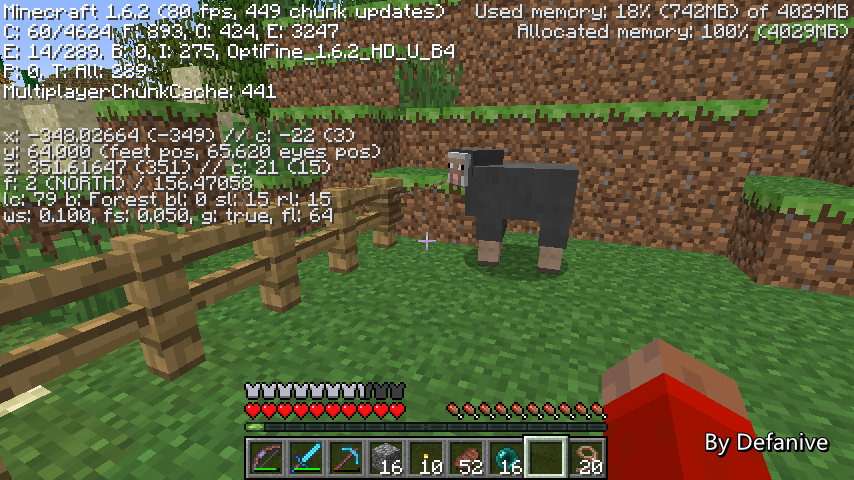 Minecraft 1.6.2 (80 fps, 449 chunk updates)
C: 60/4624, F: 893, O: 424, E: 3247
E: 14/289, B: 0, I: 275, OptiFine_1.6.2_HD_U_B4
P: 0, T: All: 289
MultiplayerChunkCache: 441
x: -348.02664 (-349) // c: -22 (3)
y: 64.000 (feet pos, 65.620 eyes pos)
z: 351.61647 (351) // c: 21 (15)
f: 2 (NORTH) / 156.47058
lc: 79 b: Forest bl: 0 sl: 15 rl: 15
ws: 0.100, fs: 0.050, g: true, fl: 64
Used memory: 18% (742MB) of 4029MB
Allocated memory: 100% (4029MB)
16 10 52 16 20
By Defanive